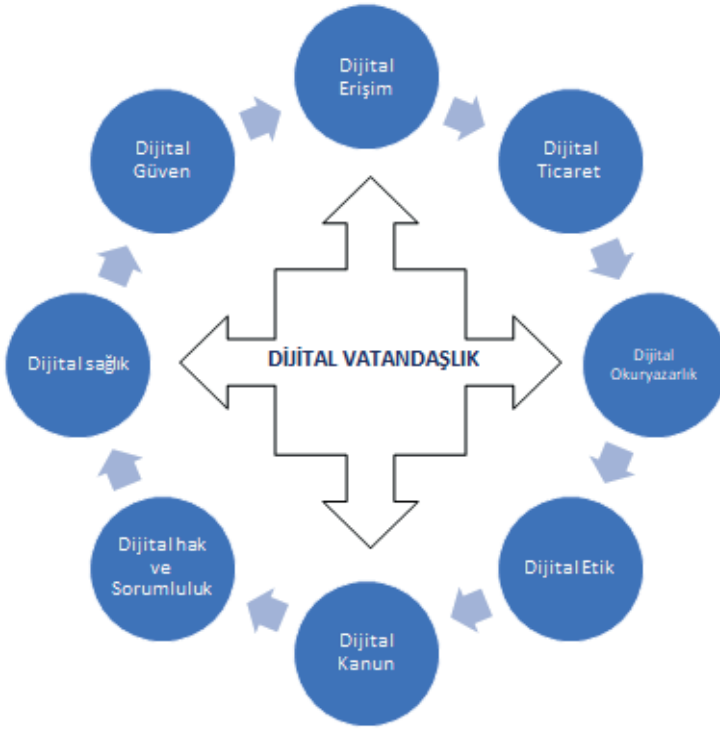 Dijital
Erişim
Dijital
Ticaret
Dijital
Okuryazarlık
Dijital Etik
Dijital
Kanun
Dijital hak
ve
Sorumluluk
Dijital sağlık
Dijital
Güven
DİJİTAL VATANDAŞLIK